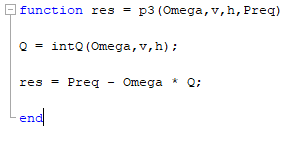 function res = p3(Omega,v,h,Preq)
Q = intQ(Omega,v,h);
res = Preq - Omega * Q;
end